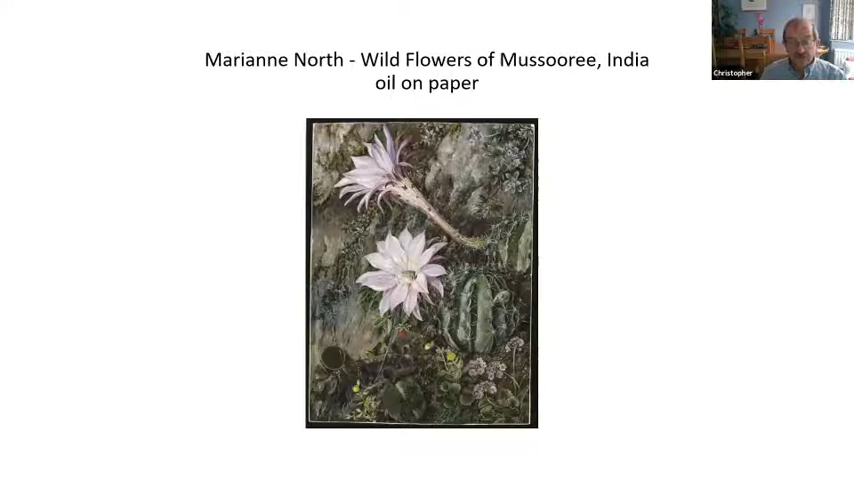 Marianne North - Wild Flowers of Mussooree, India
oil on paper
Christopher